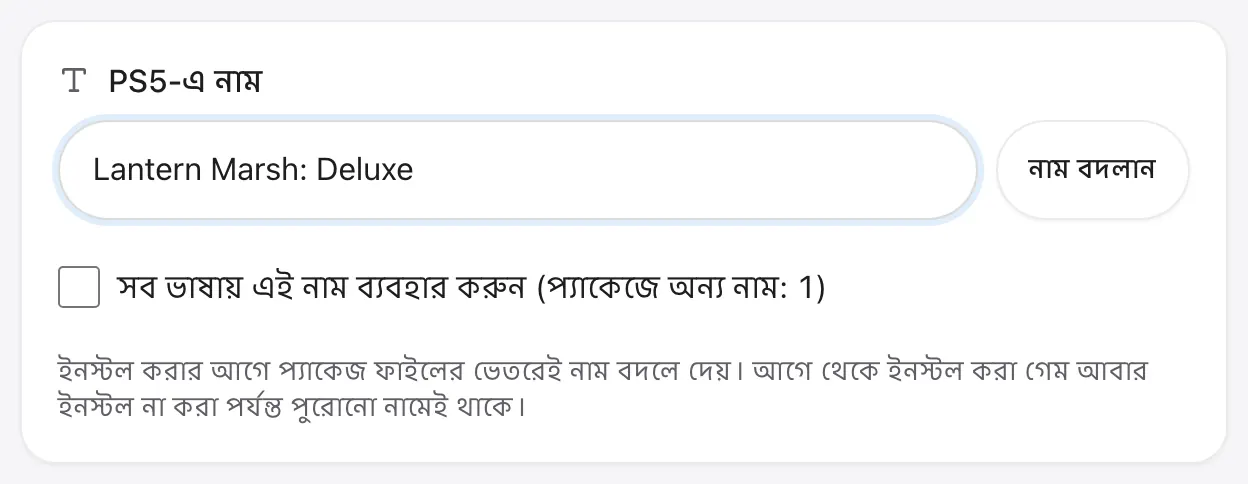 PS5-এ নাম
Lantern Marsh: Deluxe
নাম বদলান
সব ভাষায় এই নাম ব্যবহার করুন (প্যাকেজে অন্য নাম: 1)
ইনস্টল করার আগে প্যাকেজ ফাইলের ভেতরেই নাম বদলে দেয়। আগে থেকে ইনস্টল করা গেম আবার
ইনস্টল না করা পর্যন্ত পুরোনো নামেই থাকে।